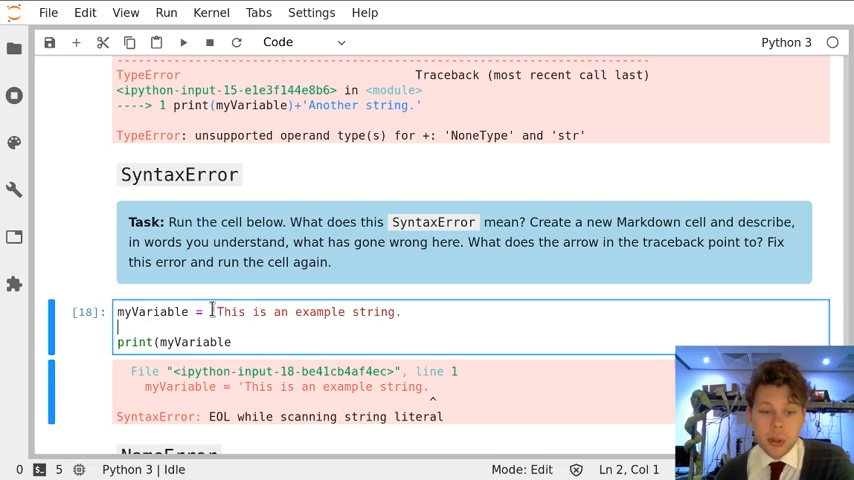 File Edit View Run Kernel Tabs Settings Help
Code Python 3
TypeError Traceback (most recent call last)
<ipython-input-15-e1e3f144e8b6> in <module>
----> 1 print(myVariable)+'Another string.'
TypeError: unsupported operand type(s) for +: 'NoneType' and 'str'
SyntaxError
Task: Run the cell below. What does this SyntaxError mean? Create a new Markdown cell and describe,
in words you understand, what has gone wrong here. What does the arrow in the traceback point to? Fix
this error and run the cell again.
[18]: myVariable = 'This is an example string.
print(myVariable
File "<ipython-input-18-be41cb4af4ec>", line 1
myVariable = 'This is an example string.
^
SyntaxError: EOL while scanning string literal
NameError
0 5 Python 3 | Idle Mode: Edit Ln 2, Col 1